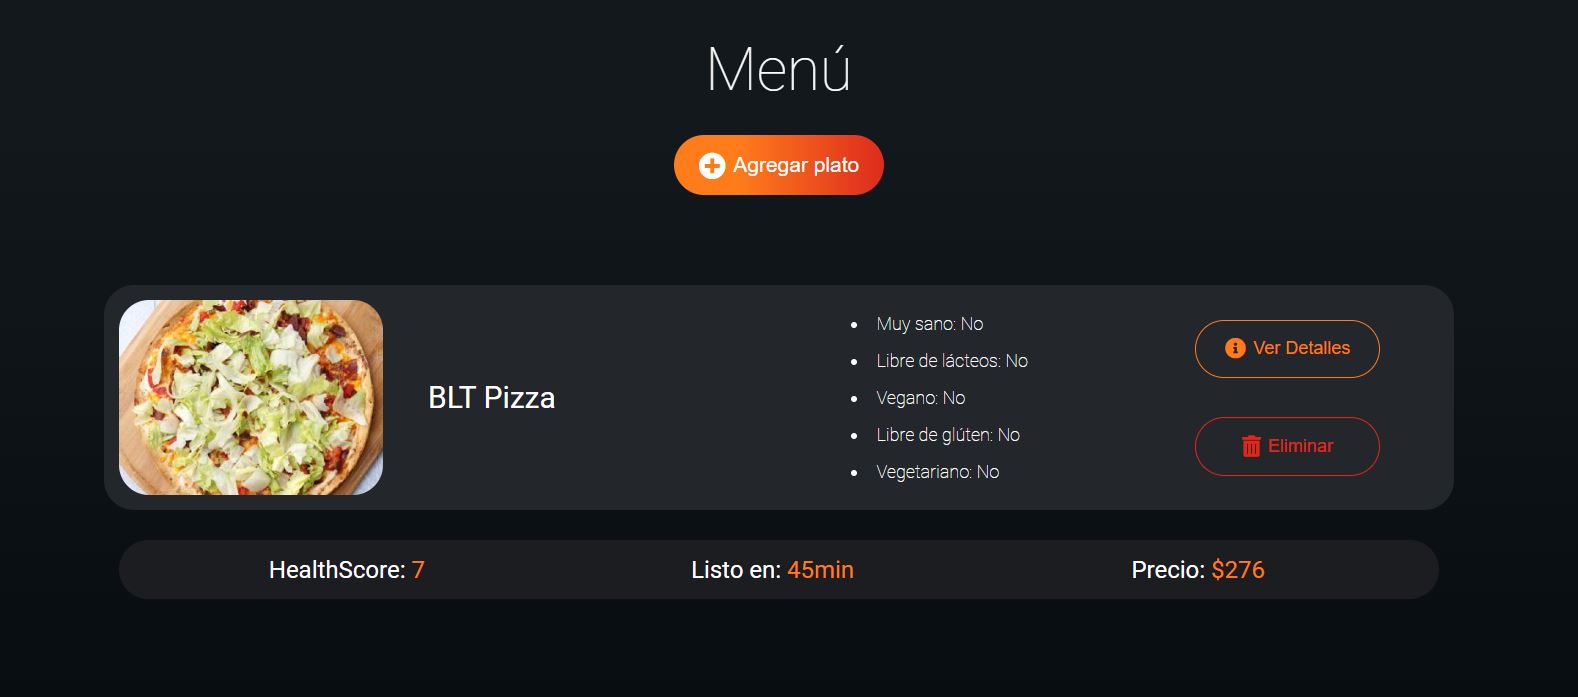 Menú
Agregar plato
BLT Pizza
Muy sano: No
Libre de lácteos: No
Vegano: No
Libre de glúten: No
Vegetariano: No
Ver Detalles
Eliminar
HealthScore: 7
Listo en: 45min
Precio: $276